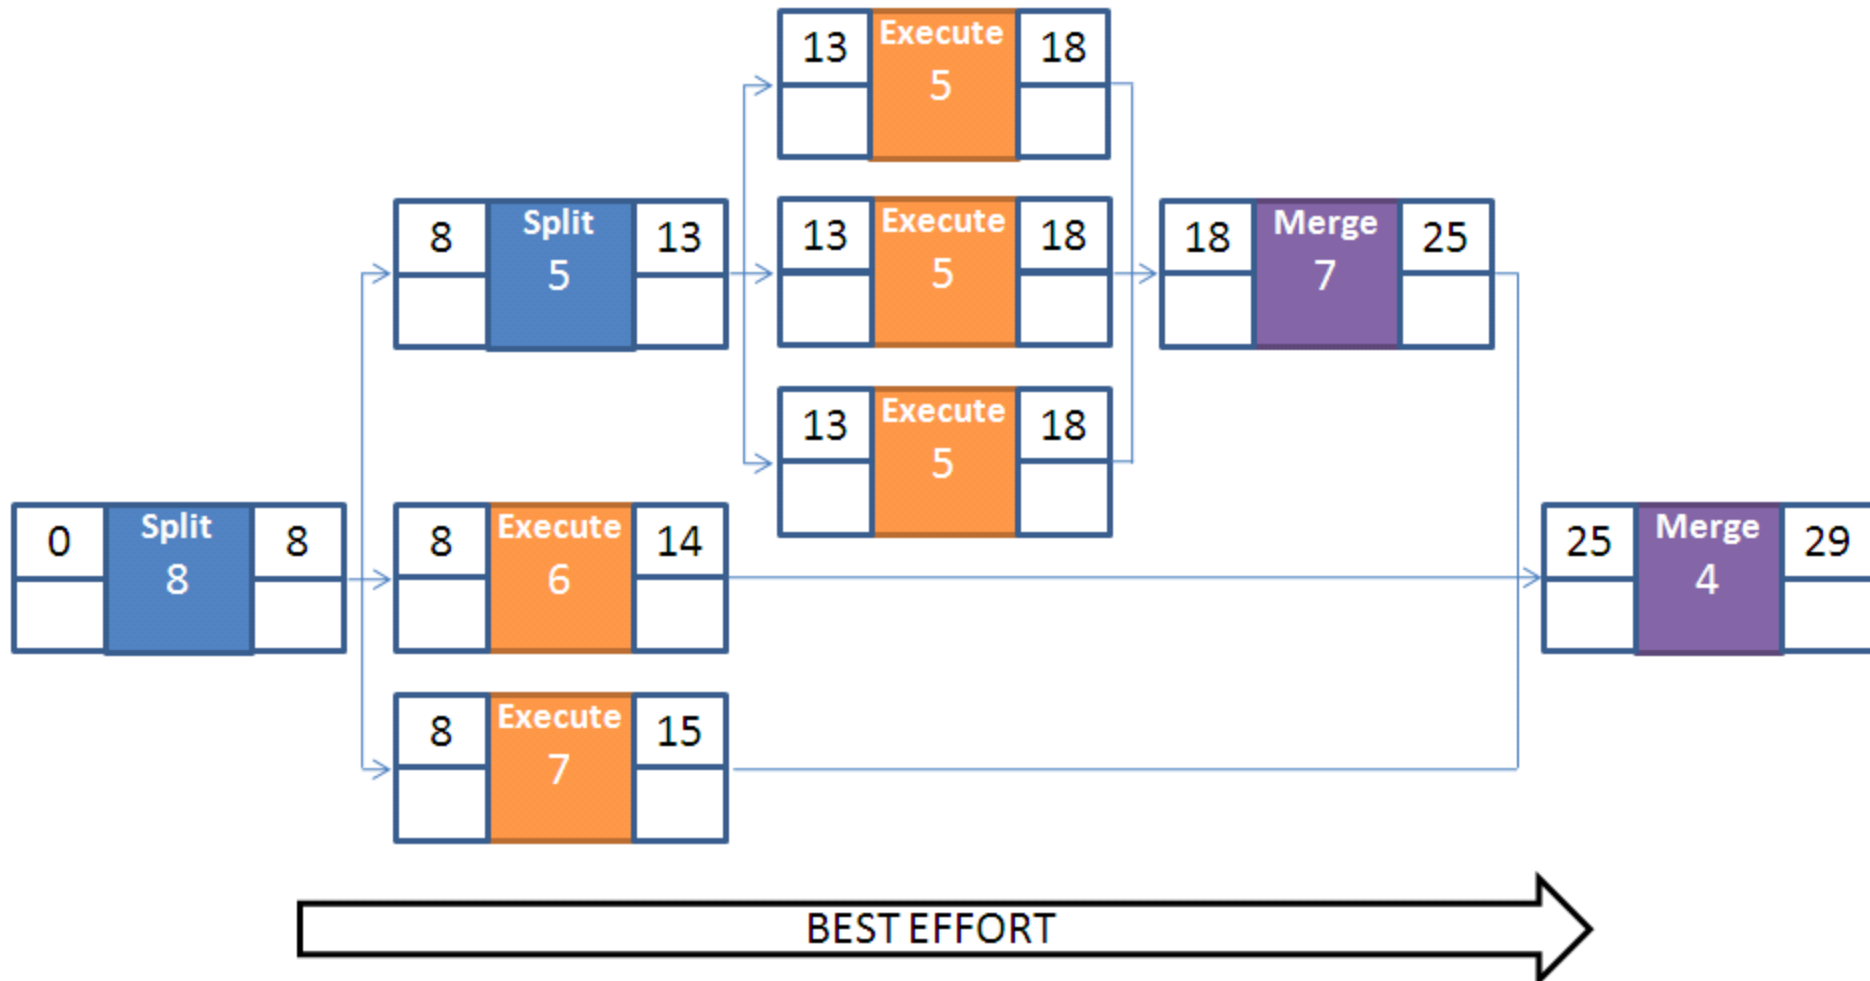 13 Execute 18
5
13 Execute 18
5
8 Split 13
5
18 Merge 25
7
13 Execute 18
5
0 Split 8
8
8 Execute 14
6
25 Merge 29
4
8 Execute 15
7
BEST EFFORT